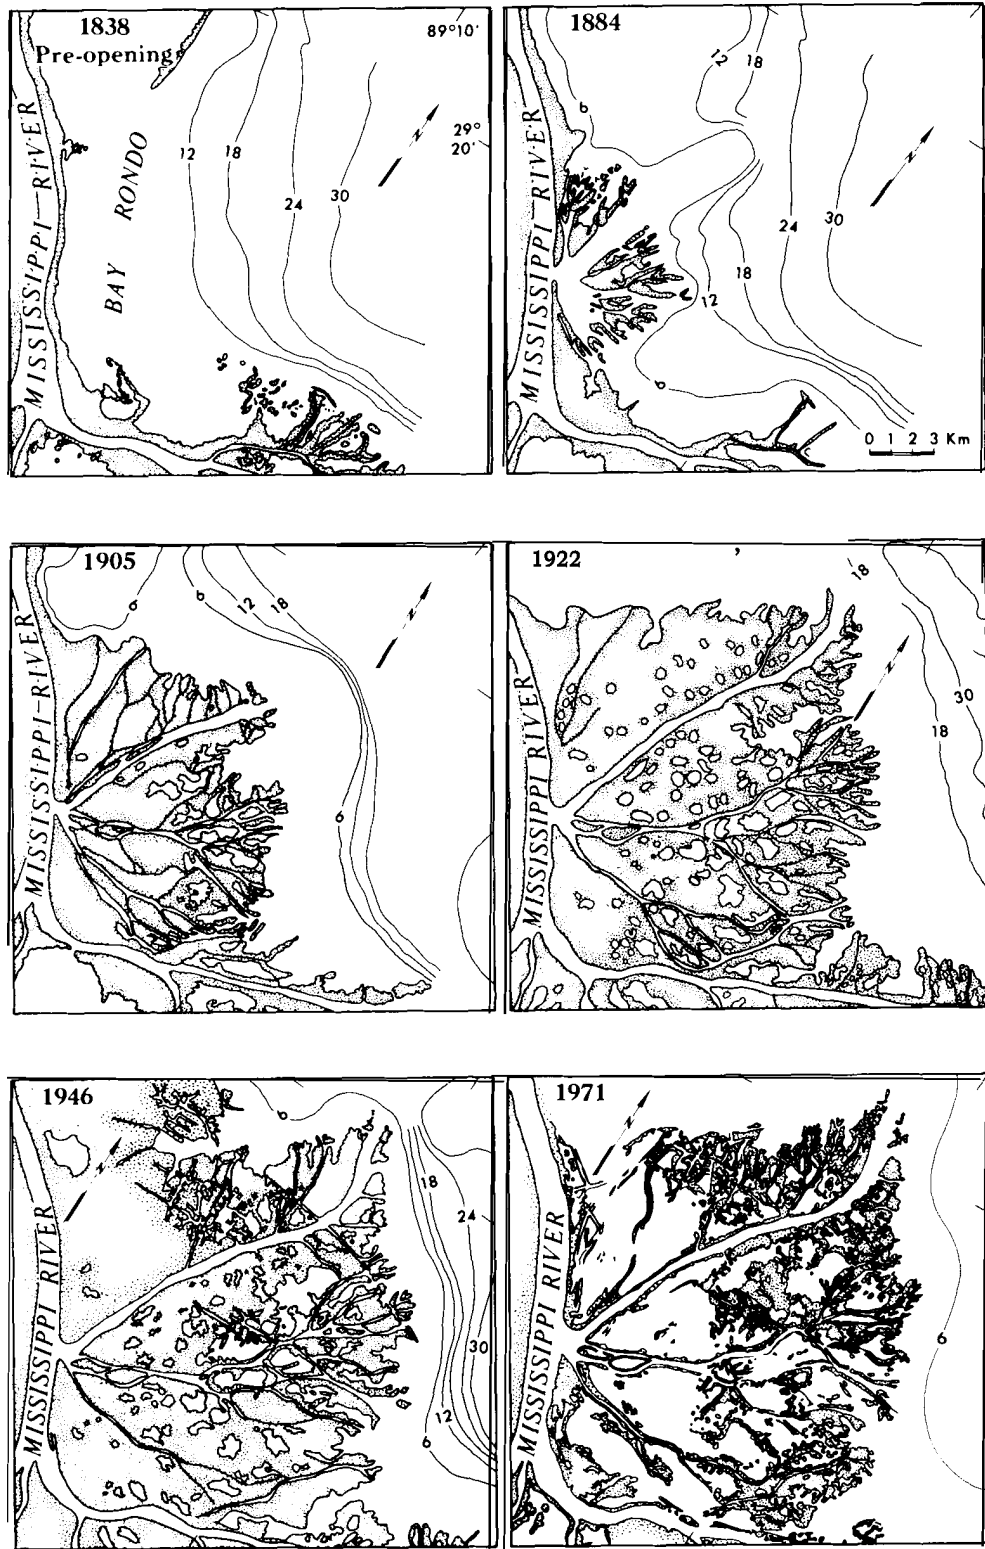 1838
Pre-opening
89°10'
29°
20'
N
MISSISSIPPI RIVER
BAY RONDO
12
18
24
30
1884
12
18
6
N
MISSISSIPPI RIVER
24
30
18
12
6
0 1 2 3 Km
1905
6
6
12
18
N
MISSISSIPPI RIVER
6
1922
18
N
30
18
MISSISSIPPI RIVER
1946
6
N
18
24
MISSISSIPPI RIVER
30
12
6
1971
N
MISSISSIPPI RIVER
6